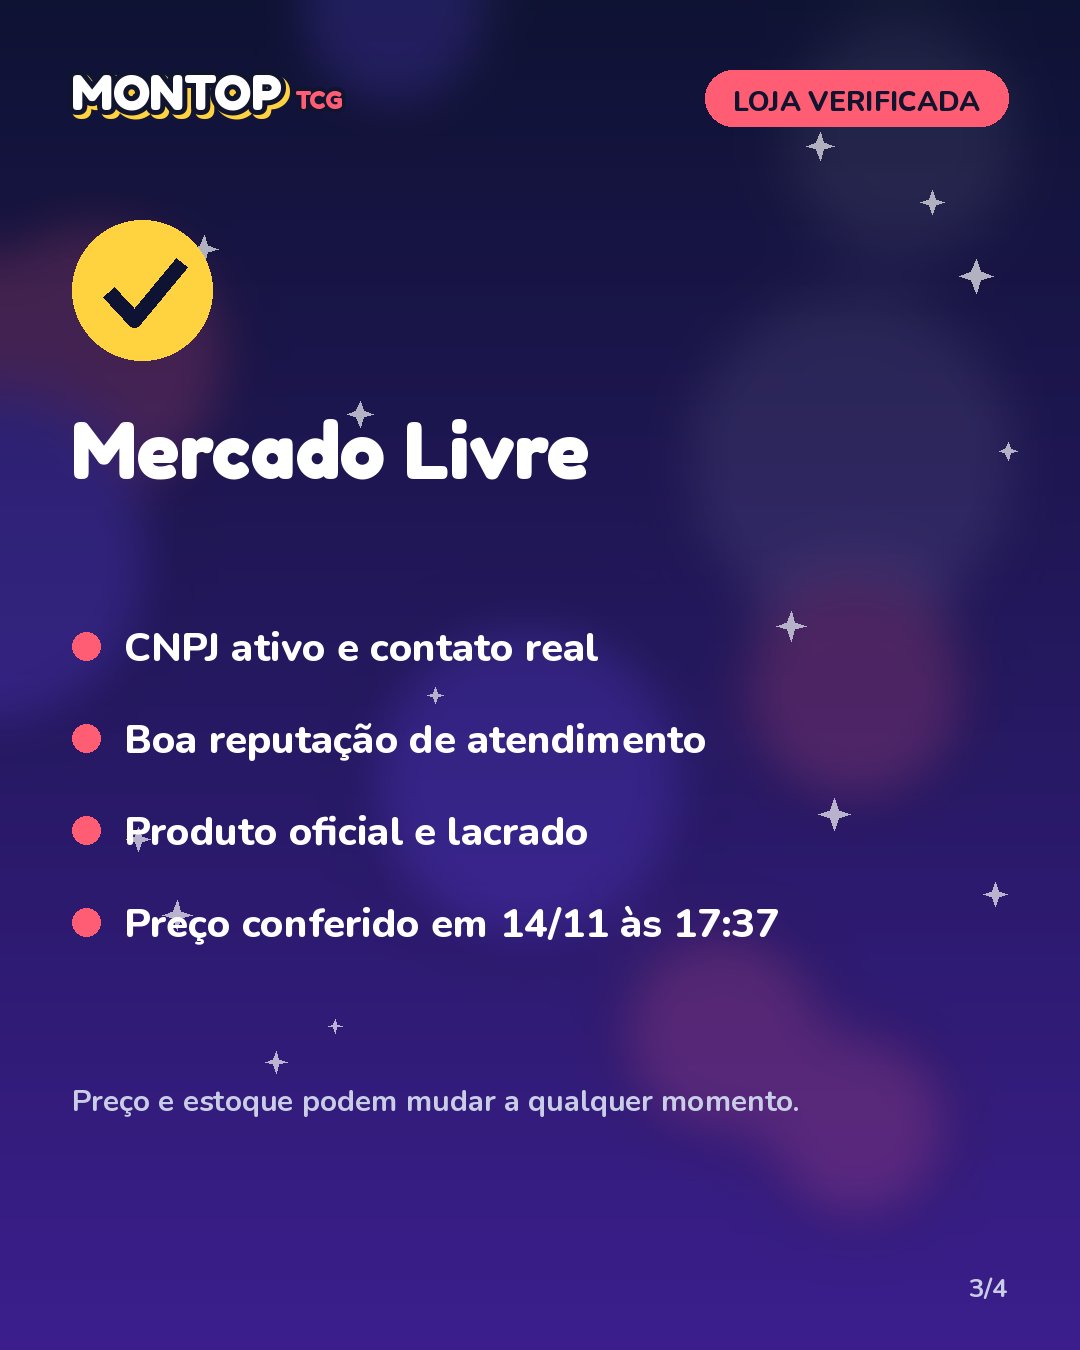 MONTOP TCG
LOJA VERIFICADA
Mercado Livre
CNPJ ativo e contato real
Boa reputação de atendimento
Produto oficial e lacrado
Preço conferido em 14/11 às 17:37
Preço e estoque podem mudar a qualquer momento.
3/4